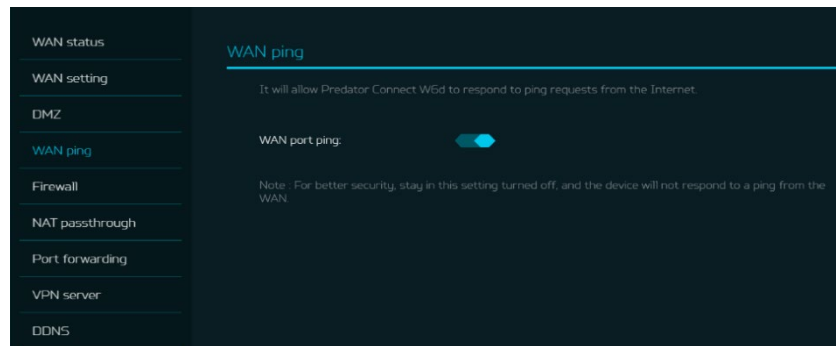 WAN status
WAN setting
DMZ
WAN ping
Firewall
NAT passthrough
Port forwarding
VPN server
DDNS
WAN ping
It will allow Predator Connect W6d to respond to ping requests from the Internet.
WAN port ping:
Note : For better security, stay in this setting turned off, and the device will not respond to a ping from the
WAN